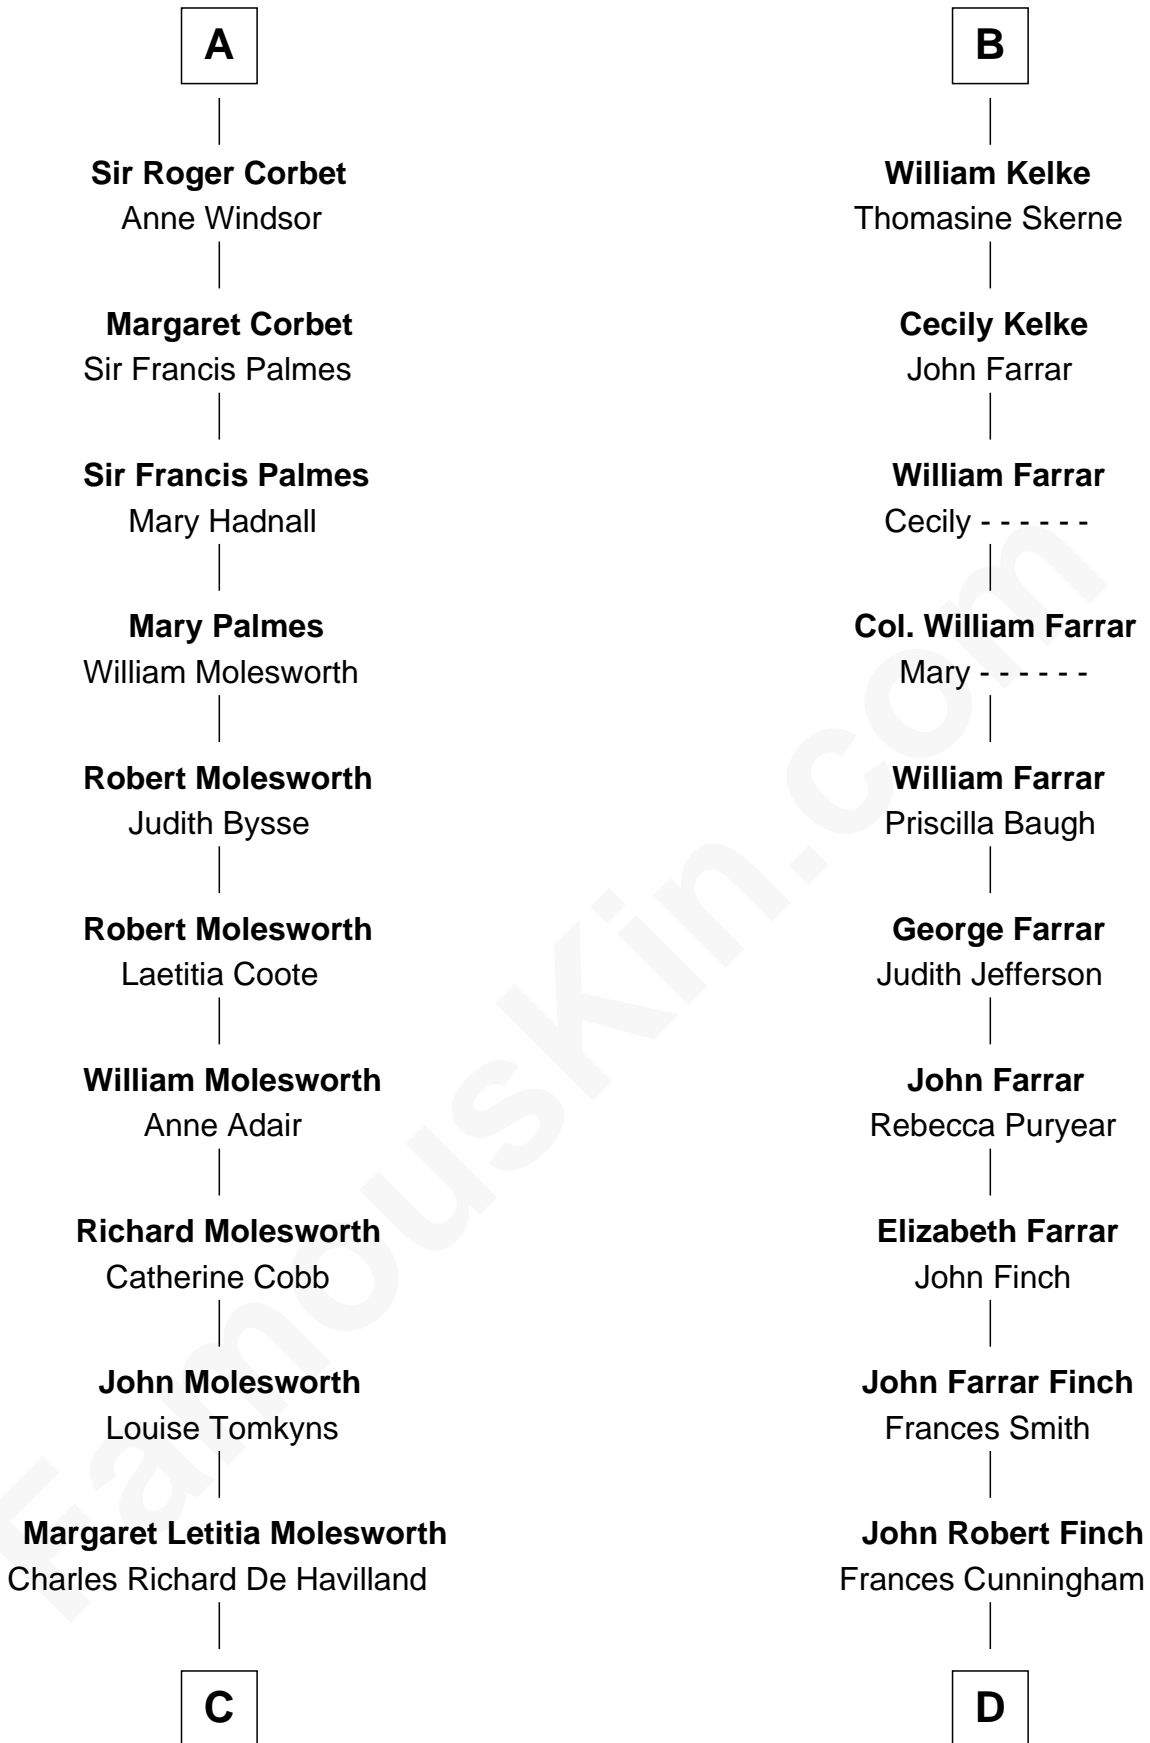 A
Sir Roger Corbet
Anne Windsor
Margaret Corbet
Sir Francis Palmes
Sir Francis Palmes
Mary Hadnall
Mary Palmes
William Molesworth
Robert Molesworth
Judith Bysse
Robert Molesworth
Laetitia Coote
William Molesworth
Anne Adair
Richard Molesworth
Catherine Cobb
John Molesworth
Louise Tomkyns
Margaret Letitia Molesworth
Charles Richard De Havilland
C
B
William Kelke
Thomasine Skerne
Cecily Kelke
John Farrar
William Farrar
Cecily - - - - - -
Col. William Farrar
Mary - - - - - -
William Farrar
Priscilla Baugh
George Farrar
Judith Jefferson
John Farrar
Rebecca Puryear
Elizabeth Farrar
John Finch
John Farrar Finch
Frances Smith
John Robert Finch
Frances Cunningham
D
FamousKin.com